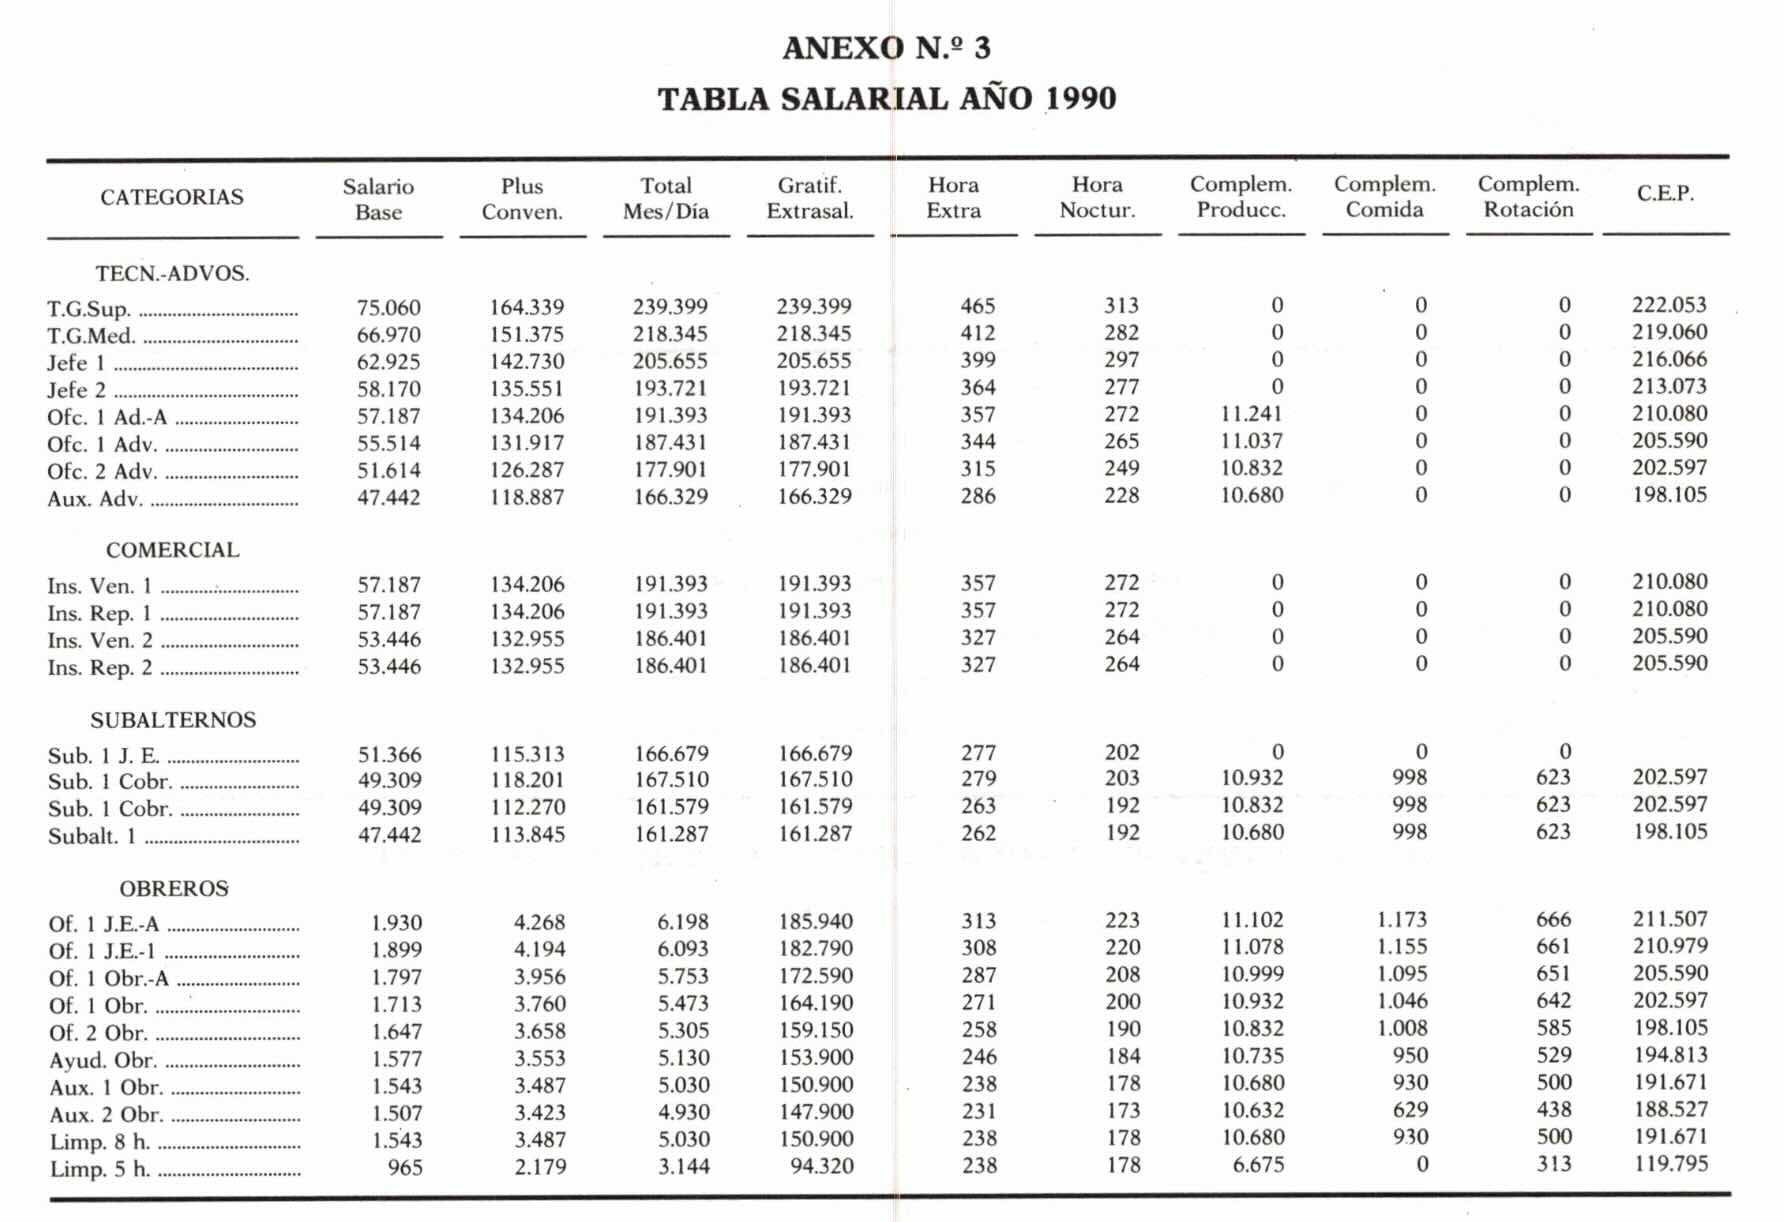 ANEXO N.º 3
TABLA SALARIAL AÑO 1990
CATEGORIAS Salario Base Plus Conven. Total Mes/Día Gratif. Extrasal. Hora Extra Hora Noctur. Complem. Producc. Complem. Comida Complem. Rotación C.E.P.
TECN.-ADVOS.
T.G.Sup. 75.060 164.339 239.399 239.399 465 313 0 0 0 222.053
T.G.Med. 66.970 151.375 218.345 218.345 412 282 0 0 0 219.060
Jefe 1 62.925 142.730 205.655 205.655 399 297 0 0 0 216.066
Jefe 2 58.170 135.551 193.721 193.721 364 277 0 0 0 213.073
Ofc. 1 Ad.-A 57.187 134.206 191.393 191.393 357 272 11.241 0 0 210.080
Ofc. 1 Adv. 55.514 131.917 187.431 187.431 344 265 11.037 0 0 205.590
Ofc. 2 Adv. 51.614 126.287 177.901 177.901 315 249 10.832 0 0 202.597
Aux. Adv. 47.442 118.887 166.329 166.329 286 228 10.680 0 0 198.105
COMERCIAL
Ins. Ven. 1 57.187 134.206 191.393 191.393 357 272 0 0 0 210.080
Ins. Rep. 1 57.187 134.206 191.393 191.393 357 272 0 0 0 210.080
Ins. Ven. 2 53.446 132.955 186.401 186.401 327 264 0 0 0 205.590
Ins. Rep. 2 53.446 132.955 186.401 186.401 327 264 0 0 0 205.590
SUBALTERNOS
Sub. 1 J. E. 51.366 115.313 166.679 166.679 277 202 0 0 0
Sub. 1 Cobr. 49.309 118.201 167.510 167.510 279 203 10.932 998 623 202.597
Sub. 1 Cobr. 49.309 112.270 161.579 161.579 263 192 10.832 998 623 202.597
Subalt. 1 47.442 113.845 161.287 161.287 262 192 10.680 998 623 198.105
OBREROS
Of. 1 J.E.-A 1.930 4.268 6.198 185.940 313 223 11.102 1.173 666 211.507
Of. 1 J.E.-1 1.899 4.194 6.093 182.790 308 220 11.078 1.155 661 210.979
Of. 1 Obr.-A 1.797 3.956 5.753 172.590 287 208 10.999 1.095 651 205.590
Of. 1 Obr. 1.713 3.760 5.473 164.190 271 200 10.932 1.046 642 202.597
Of. 2 Obr. 1.647 3.658 5.305 159.150 258 190 10.832 1.008 585 198.105
Ayud. Obr. 1.577 3.553 5.130 153.900 246 184 10.735 950 529 194.813
Aux. 1 Obr. 1.543 3.487 5.030 150.900 238 178 10.680 930 500 191.671
Aux. 2 Obr. 1.507 3.423 4.930 147.900 231 173 10.632 629 438 188.527
Limp. 8 h. 1.543 3.487 5.030 150.900 238 178 10.680 930 500 191.671
Limp. 5 h. 965 2.179 3.144 94.320 238 178 6.675 0 313 119.795